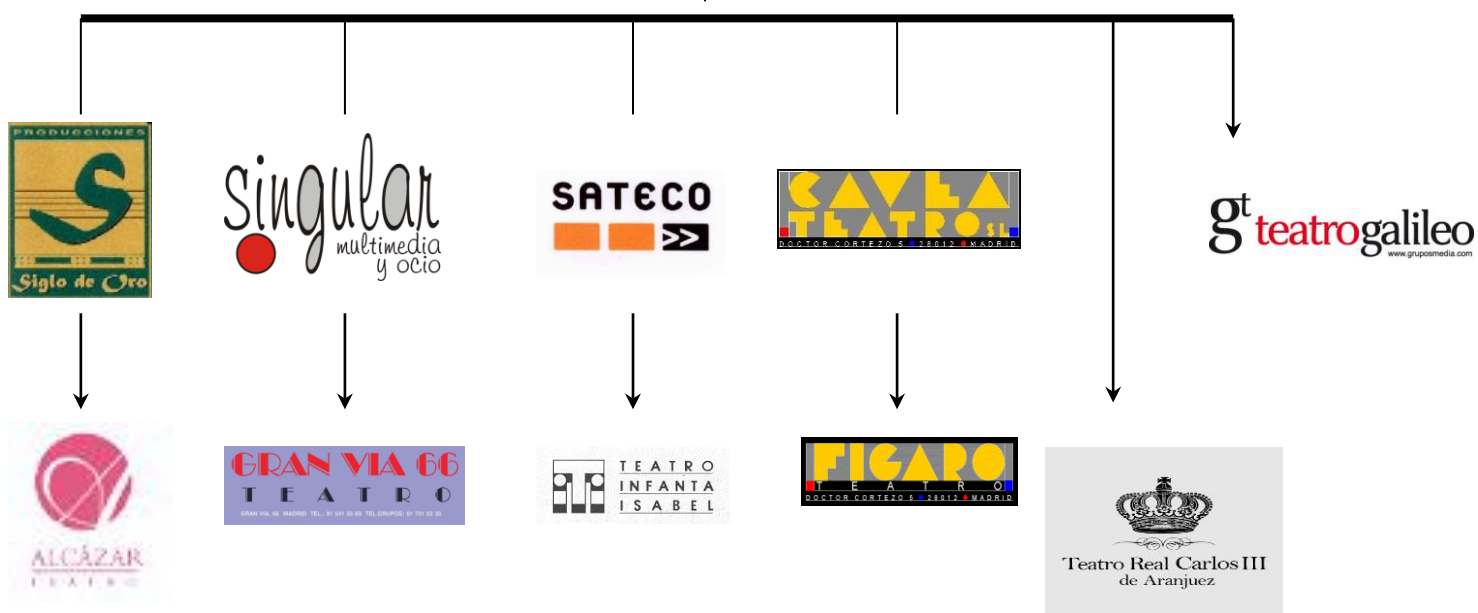 PRODUCCIONES
Siglo de Oro
singular
multimedia
y ocio
SATECO
CAVEA
TEATRO SL
DOCTOR CORTEZO 5 28012 MADRID
gt teatrogalileo
www.gruposmedia.com
ALCÁZAR
TEATRO
GRAN VIA 66
TEATRO
TEATRO
INFANTA
ISABEL
FIGARO
TEATRO
DOCTOR CORTEZO 5 28012 MADRID
Teatro Real Carlos III
de Aranjuez